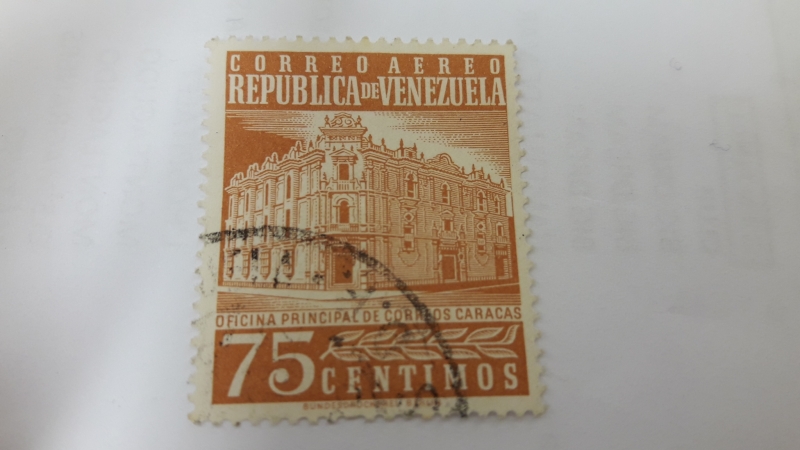 CORREO AEREO
REPUBLICA DE VENEZUELA
OFICINA PRINCIPAL DE CORREOS CARACAS
75 CENTIMOS